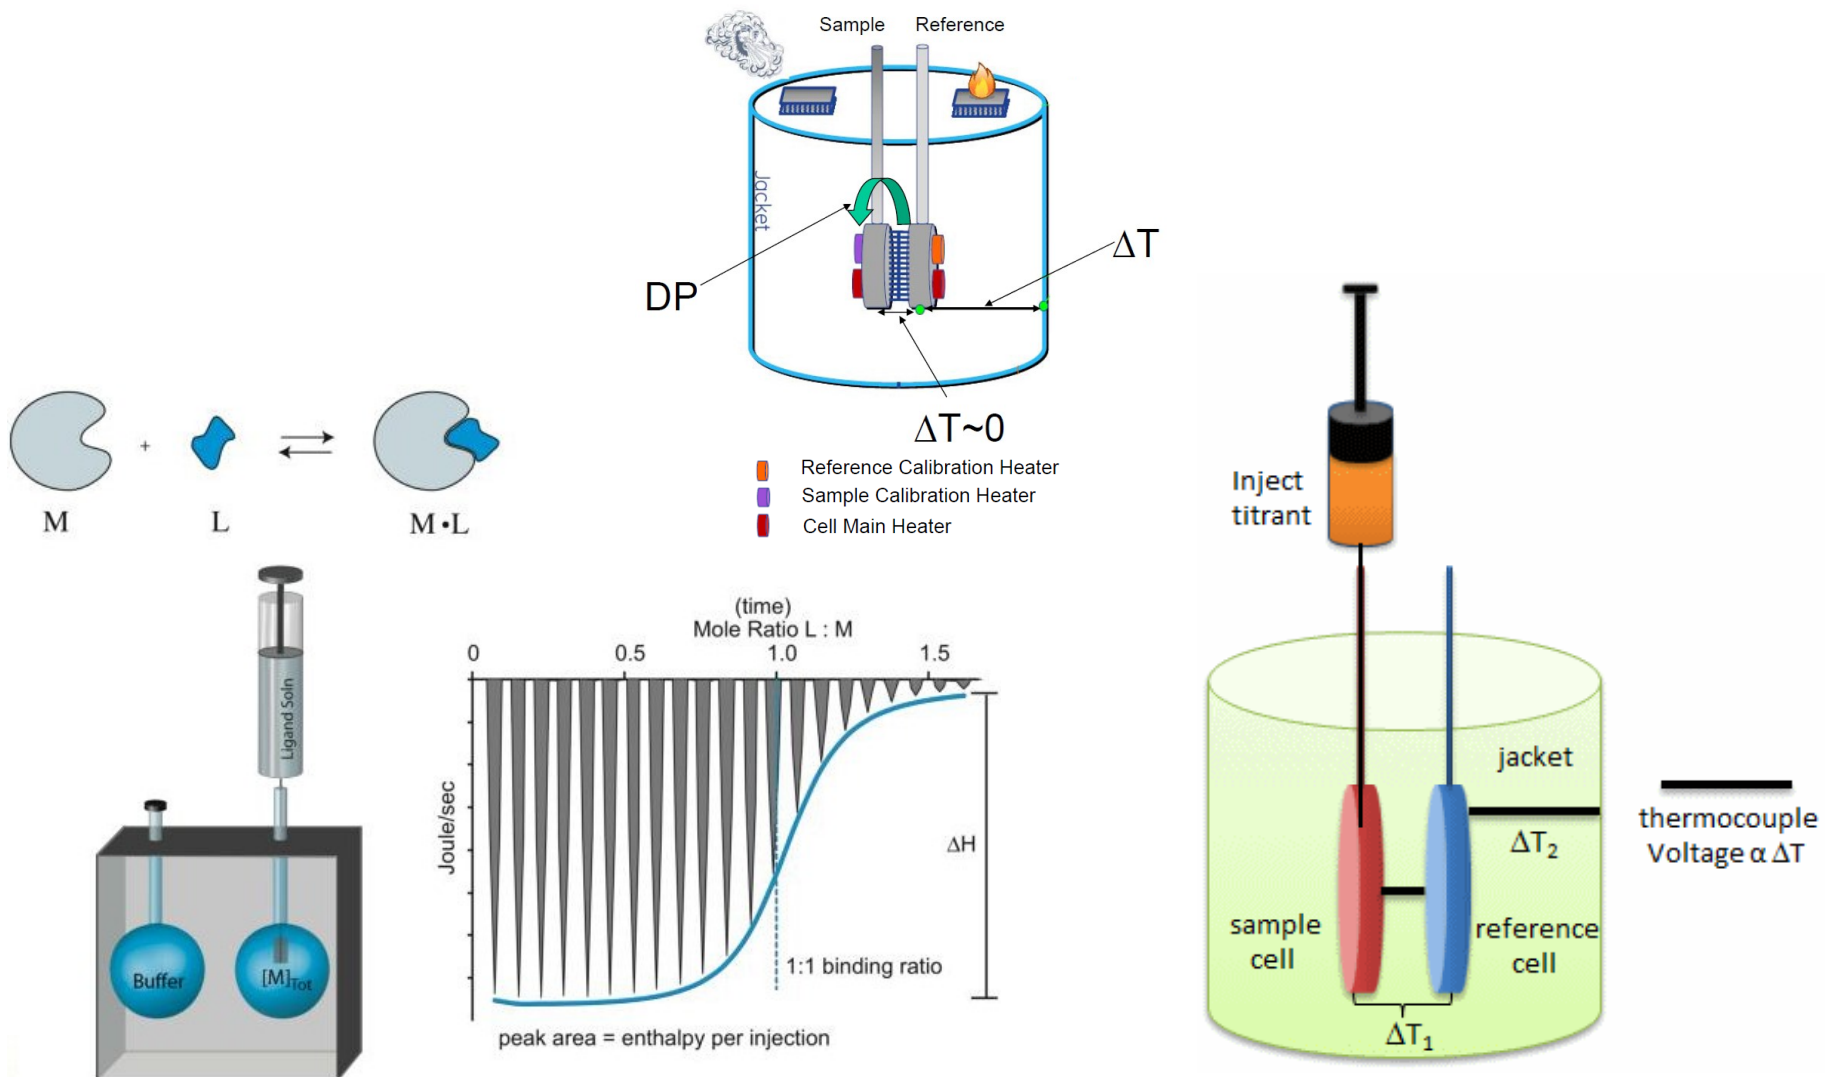 Sample
Reference
Jacket
DP
ΔT
ΔT~0
Reference Calibration Heater
Sample Calibration Heater
Cell Main Heater
M
+
L
M•L
Ligand Soln
Buffer
[M]Tot
(time)
Mole Ratio L : M
0
0.5
1.0
1.5
Joule/sec
ΔH
1:1 binding ratio
peak area = enthalpy per injection
Inject
titrant
jacket
ΔT₂
sample
cell
reference
cell
ΔT₁
thermocouple
Voltage α ΔT